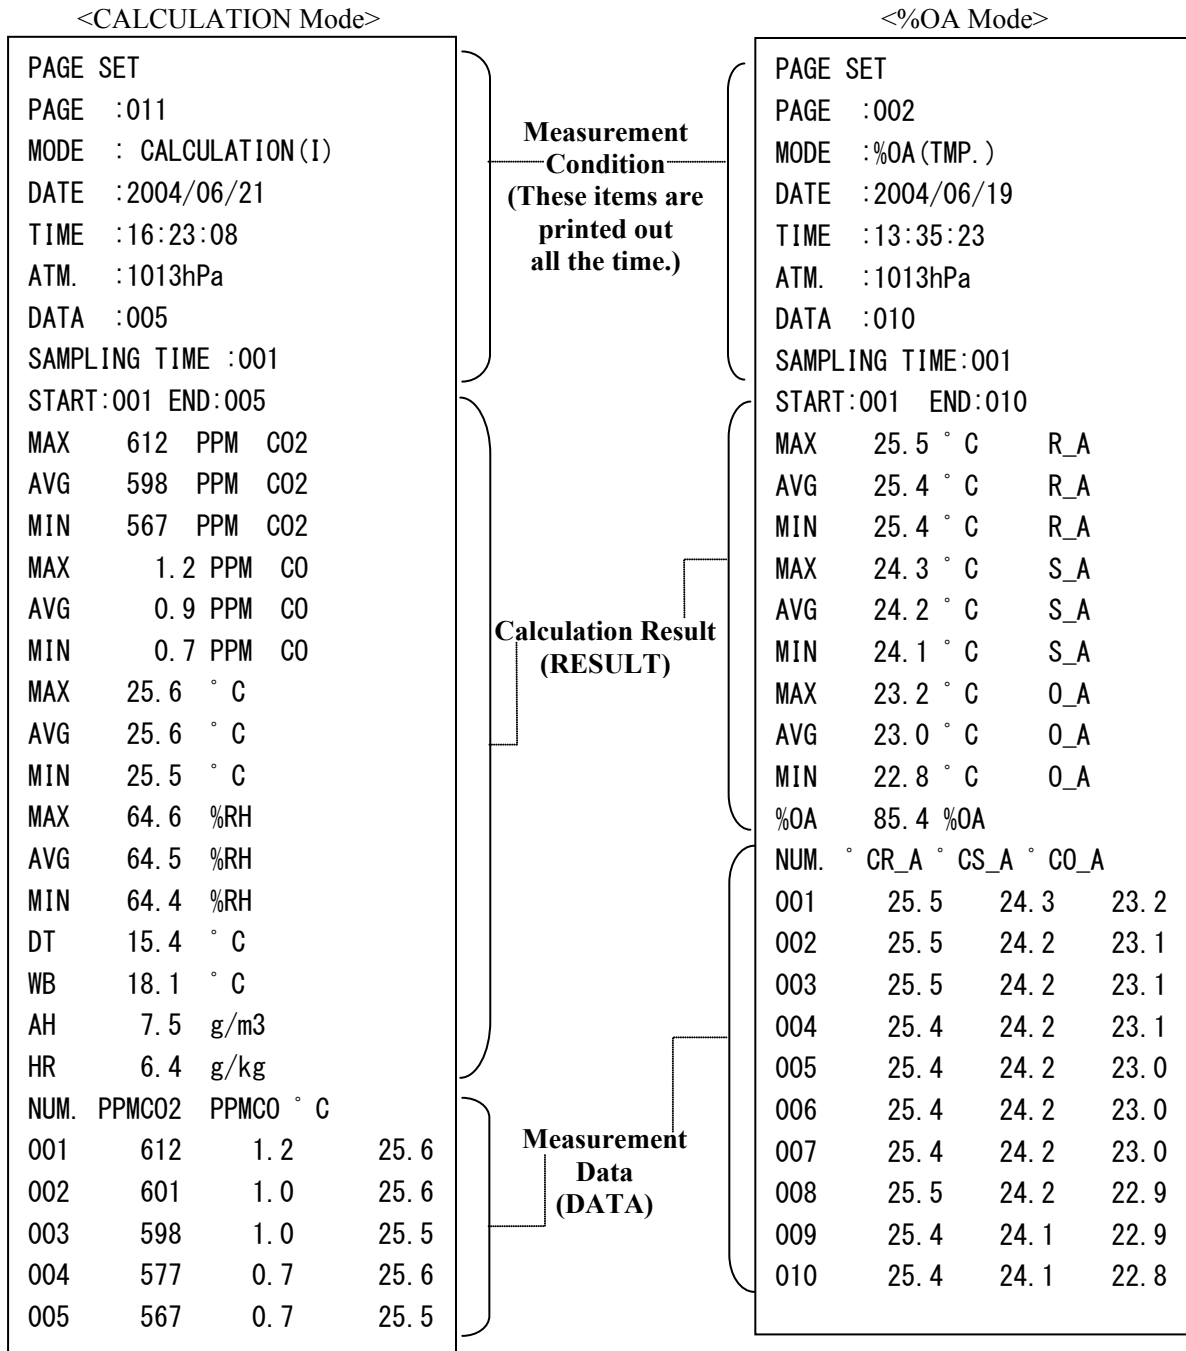 <CALCULATION Mode>
PAGE SET
PAGE :011
MODE : CALCULATION(I)
DATE :2004/06/21
TIME :16:23:08
ATM. :1013hPa
DATA :005
SAMPLING TIME :001
START:001 END:005
MAX 612 PPM CO2
AVG 598 PPM CO2
MIN 567 PPM CO2
MAX 1.2 PPM CO
AVG 0.9 PPM CO
MIN 0.7 PPM CO
MAX 25.6 °C
AVG 25.6 °C
MIN 25.5 °C
MAX 64.6 %RH
AVG 64.5 %RH
MIN 64.4 %RH
DT 15.4 °C
WB 18.1 °C
AH 7.5 g/m3
HR 6.4 g/kg
NUM. PPMCO2 PPMCO °C
001 612 1.2 25.6
002 601 1.0 25.6
003 598 1.0 25.5
004 577 0.7 25.6
005 567 0.7 25.5
Measurement
Condition
(These items are
printed out
all the time.)
Calculation Result
(RESULT)
Measurement
Data
(DATA)
<%OA Mode>
PAGE SET
PAGE :002
MODE :%OA(TMP.)
DATE :2004/06/19
TIME :13:35:23
ATM. :1013hPa
DATA :010
SAMPLING TIME:001
START:001 END:010
MAX 25.5 °C R_A
AVG 25.4 °C R_A
MIN 25.4 °C R_A
MAX 24.3 °C S_A
AVG 24.2 °C S_A
MIN 24.1 °C S_A
MAX 23.2 °C O_A
AVG 23.0 °C O_A
MIN 22.8 °C O_A
%OA 85.4 %OA
NUM. °CR_A °CS_A °CO_A
001 25.5 24.3 23.2
002 25.5 24.2 23.1
003 25.5 24.2 23.1
004 25.4 24.2 23.1
005 25.4 24.2 23.0
006 25.4 24.2 23.0
007 25.4 24.2 23.0
008 25.5 24.2 22.9
009 25.4 24.1 22.9
010 25.4 24.1 22.8